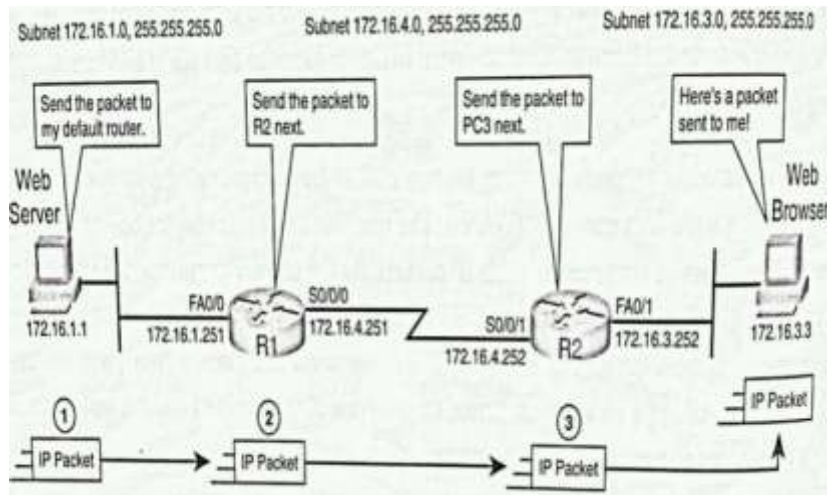 Subnet 172.16.1.0, 255.255.255.0
Subnet 172.16.4.0, 255.255.255.0
Subnet 172.16.3.0, 255.255.255.0
Send the packet to
my default router.
Send the packet to
R2 next.
Send the packet to
PC3 next.
Here's a packet
sent to me!
Web
Server
Web
Browser
172.16.1.1
FA0/0
172.16.1.251
R1
S0/0/0
172.16.4.251
S0/0/1
172.16.4.252
R2
FA0/1
172.16.3.252
172.16.3.3
1
IP Packet
2
IP Packet
3
IP Packet
IP Packet